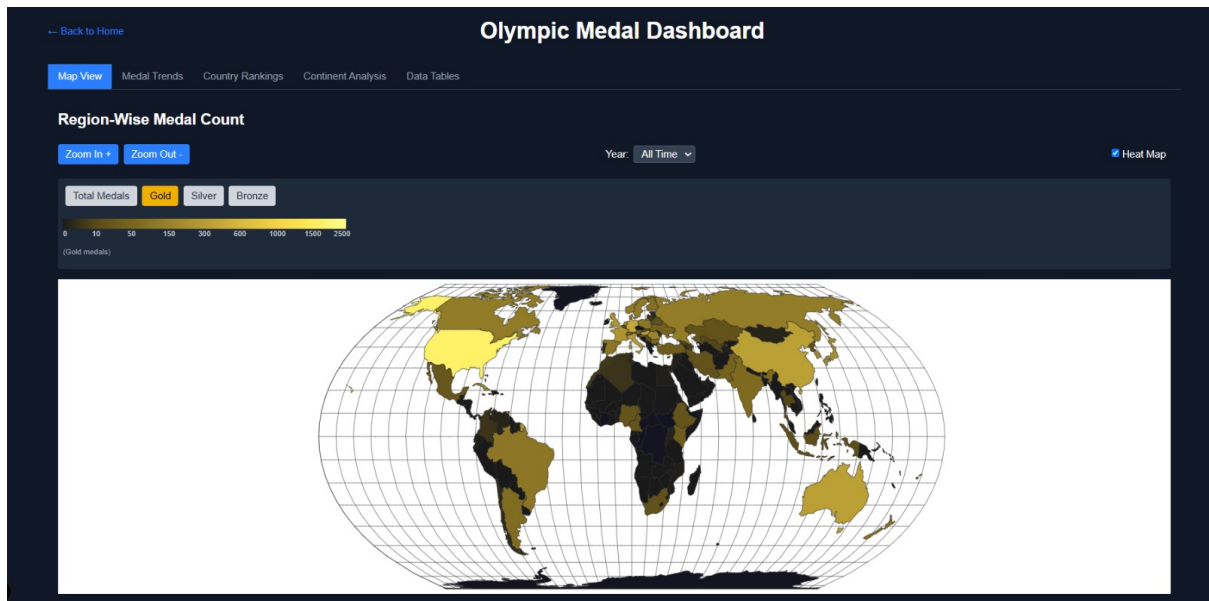 ← Back to Home
Olympic Medal Dashboard
Map View Medal Trends Country Rankings Continent Analysis Data Tables
Region-Wise Medal Count
Zoom In + Zoom Out - Year: All Time Heat Map
Total Medals Gold Silver Bronze
0 10 50 150 300 600 1000 1500 2500
(Gold medals)